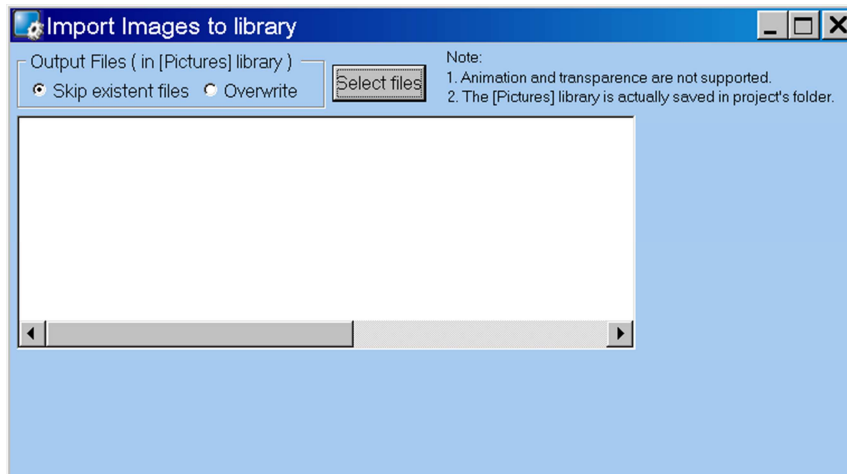 Import Images to library
Output Files ( in [Pictures] library )
Skip existent files Overwrite
Select files
Note:
1. Animation and transparence are not supported.
2. The [Pictures] library is actually saved in project's folder.